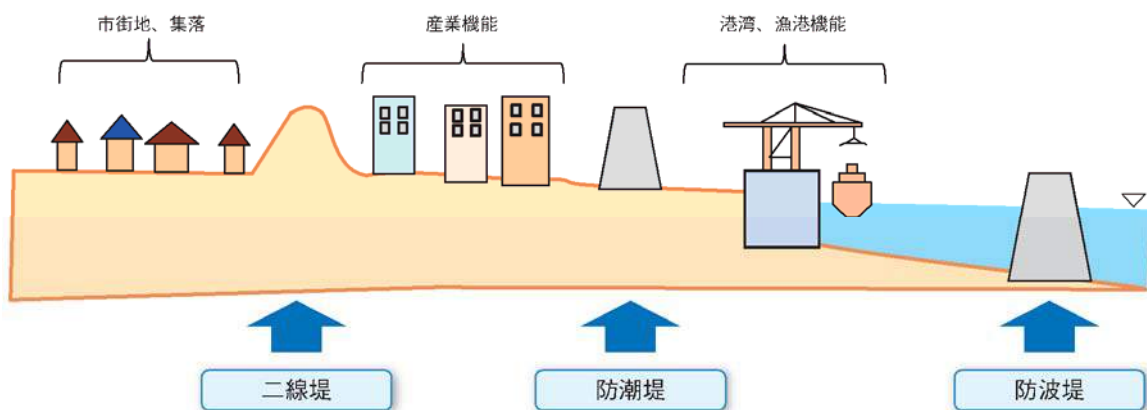 市街地、集落
産業機能
港湾、漁港機能
二線堤
防潮堤
防波堤